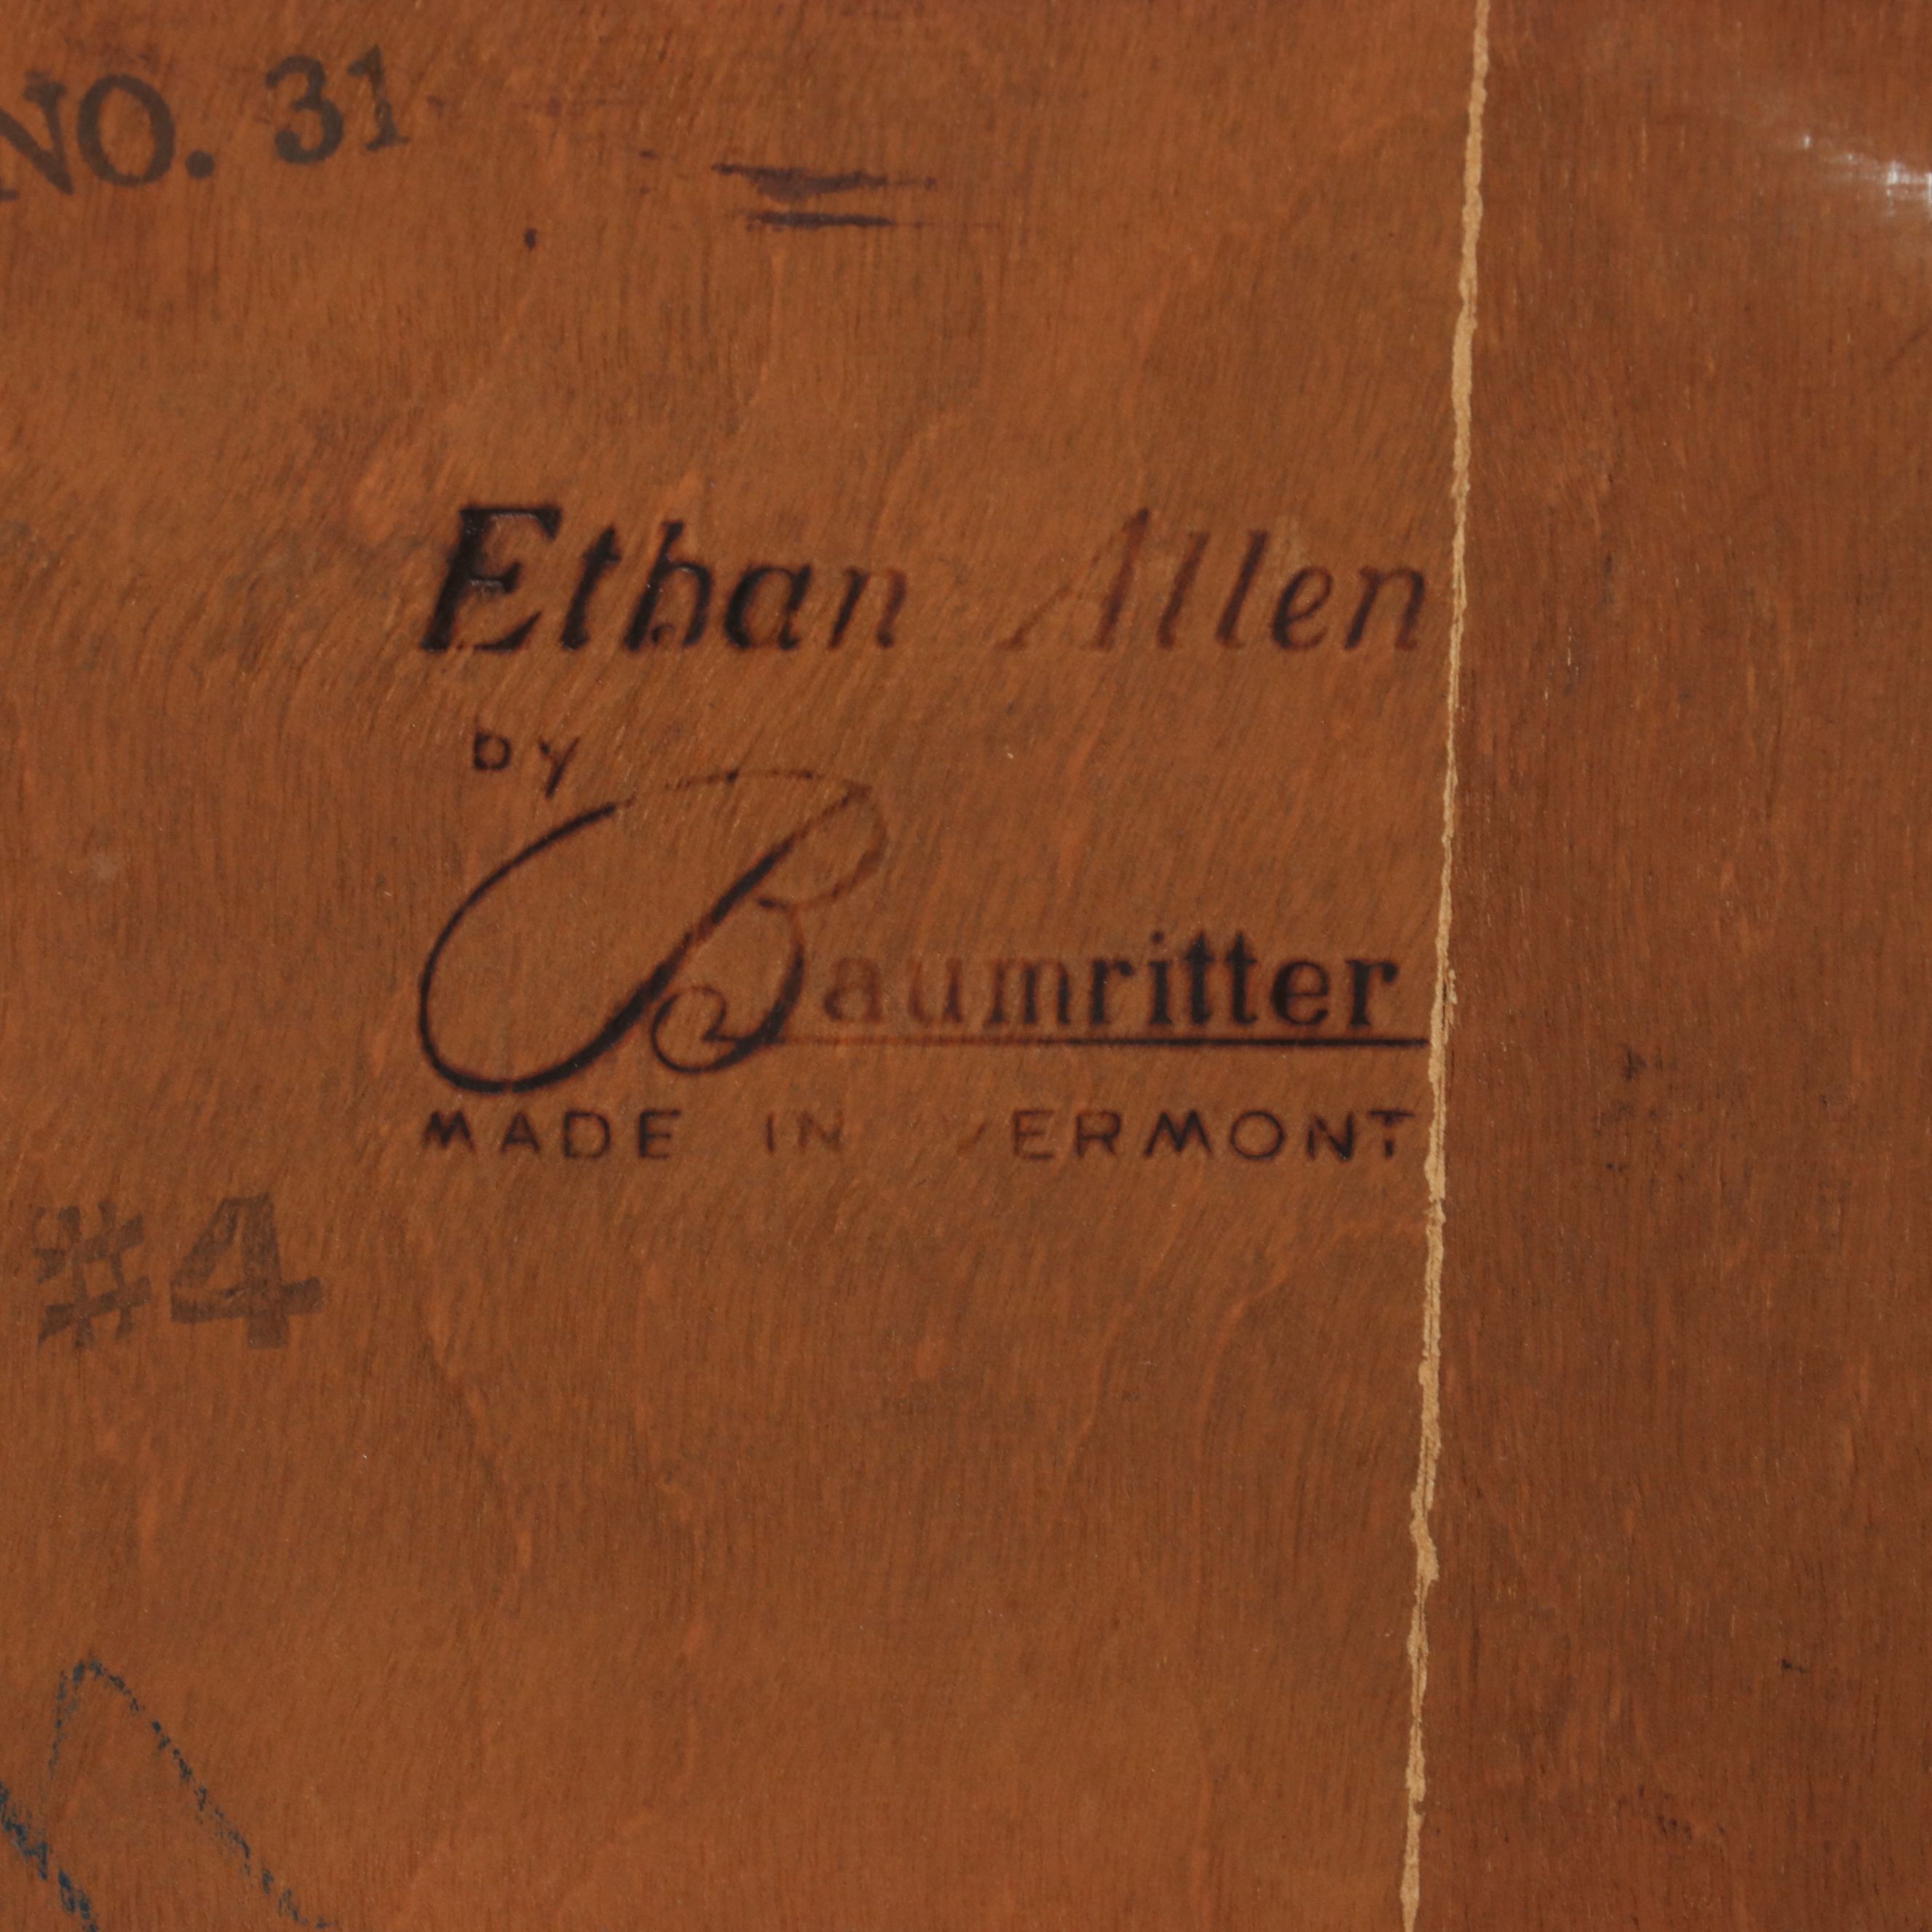 NO. 31
Ethan Allen
by
Baumritter
MADE IN VERMONT
#4